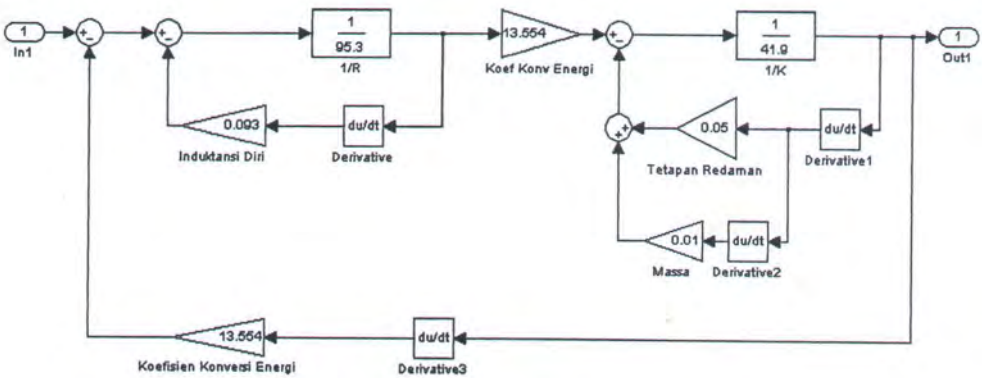 1
In1
1
95.3
1/R
13.554
Koef Konv Energi
1
41.9
1/K
1
Out1
0.093
Induktansi Diri
du/dt
Derivative
0.05
Tetapan Redaman
du/dt
Derivative1
0.01
Massa
du/dt
Derivative2
13.554
Koefisien Konversi Energi
du/dt
Derivative3